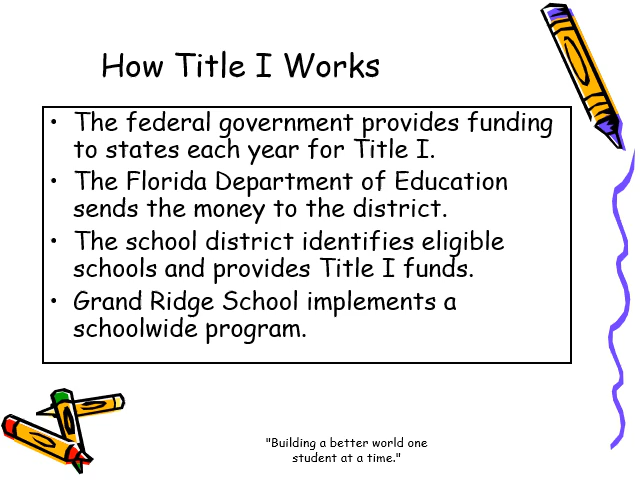 How Title I Works
• The federal government provides funding
to states each year for Title I.
• The Florida Department of Education
sends the money to the district.
• The school district identifies eligible
schools and provides Title I funds.
• Grand Ridge School implements a
schoolwide program.
"Building a better world one
student at a time."